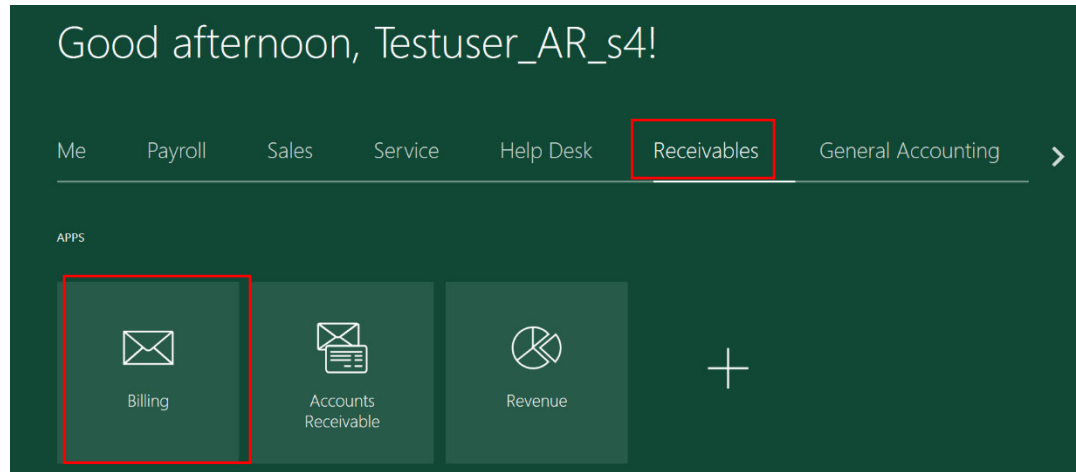 Good afternoon, Testuser_AR_s4!
Me Payroll Sales Service Help Desk Receivables General Accounting
APPS
Billing
Accounts
Receivable
Revenue